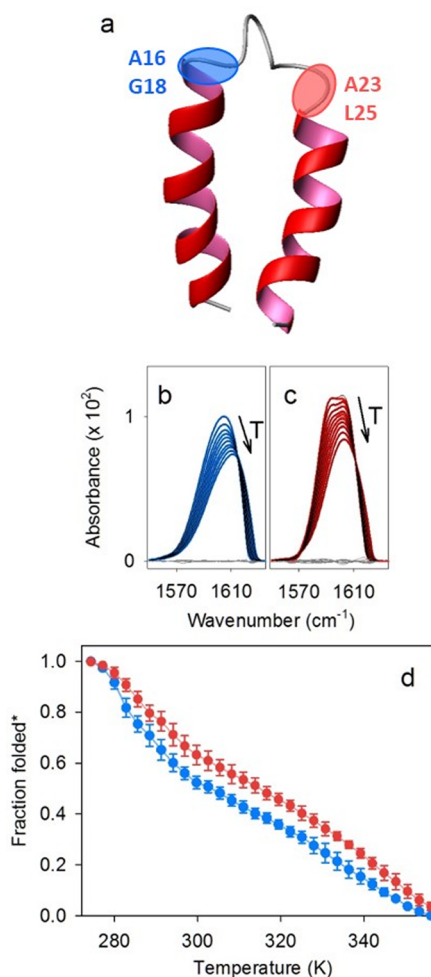 a
A16
G18
A23
L25
b
c
T
T
Absorbance (x 10²)
1
0
1570
1610
1570
1610
Wavenumber (cm⁻¹)
d
Fraction folded*
1.0
0.8
0.6
0.4
0.2
0.0
280
300
320
340
Temperature (K)